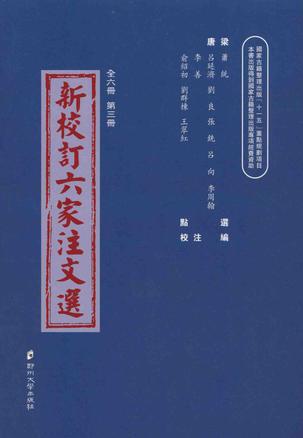 國家古籍整理出版「十一五」重點規劃項目
本書出版得到國家古籍整理出版專項經費資助
梁 蕭 統 選編
唐 呂延濟 劉 良 張 銑 呂 向 李周翰
李 善 注
俞紹初 劉群棟 王翠紅 點校
全六冊 第三冊
新校訂六家注文選
鄭州大學出版社